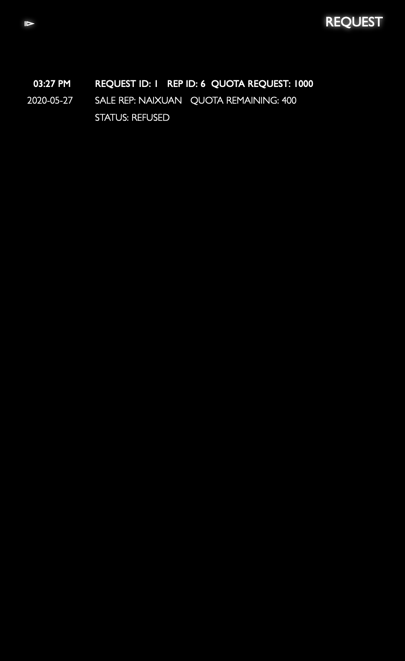 REQUEST
03:27 PM REQUEST ID: 1 REP ID: 6 QUOTA REQUEST: 1000
2020-05-27 SALE REP: NAIXUAN QUOTA REMAINING: 400
STATUS: REFUSED